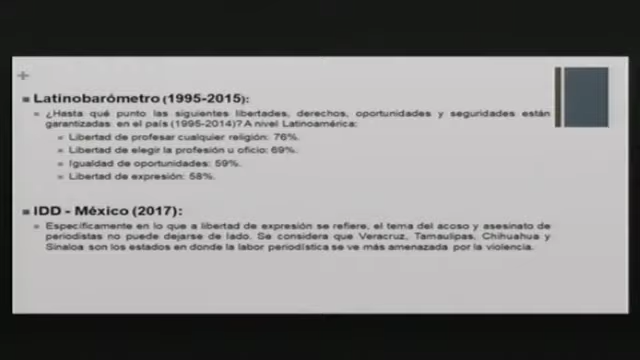 +
Latinobarómetro (1995-2015):
¿Hasta qué punto las siguientes libertades, derechos, oportunidades y seguridades están
garantizadas en el país (1995-2014)? A nivel Latinoamérica:
Libertad de profesar cualquier religión: 76%.
Libertad de elegir la profesión u oficio: 69%.
Igualdad de oportunidades: 59%.
Libertad de expresión: 58%.
IDD - México (2017):
Específicamente en lo que a libertad de expresión se refiere, el tema del acoso y asesinato de
periodistas no puede dejarse de lado. Se considera que Veracruz, Tamaulipas, Chihuahua y
Sinaloa son los estados en donde la labor periodística se ve más amenazada por la violencia.